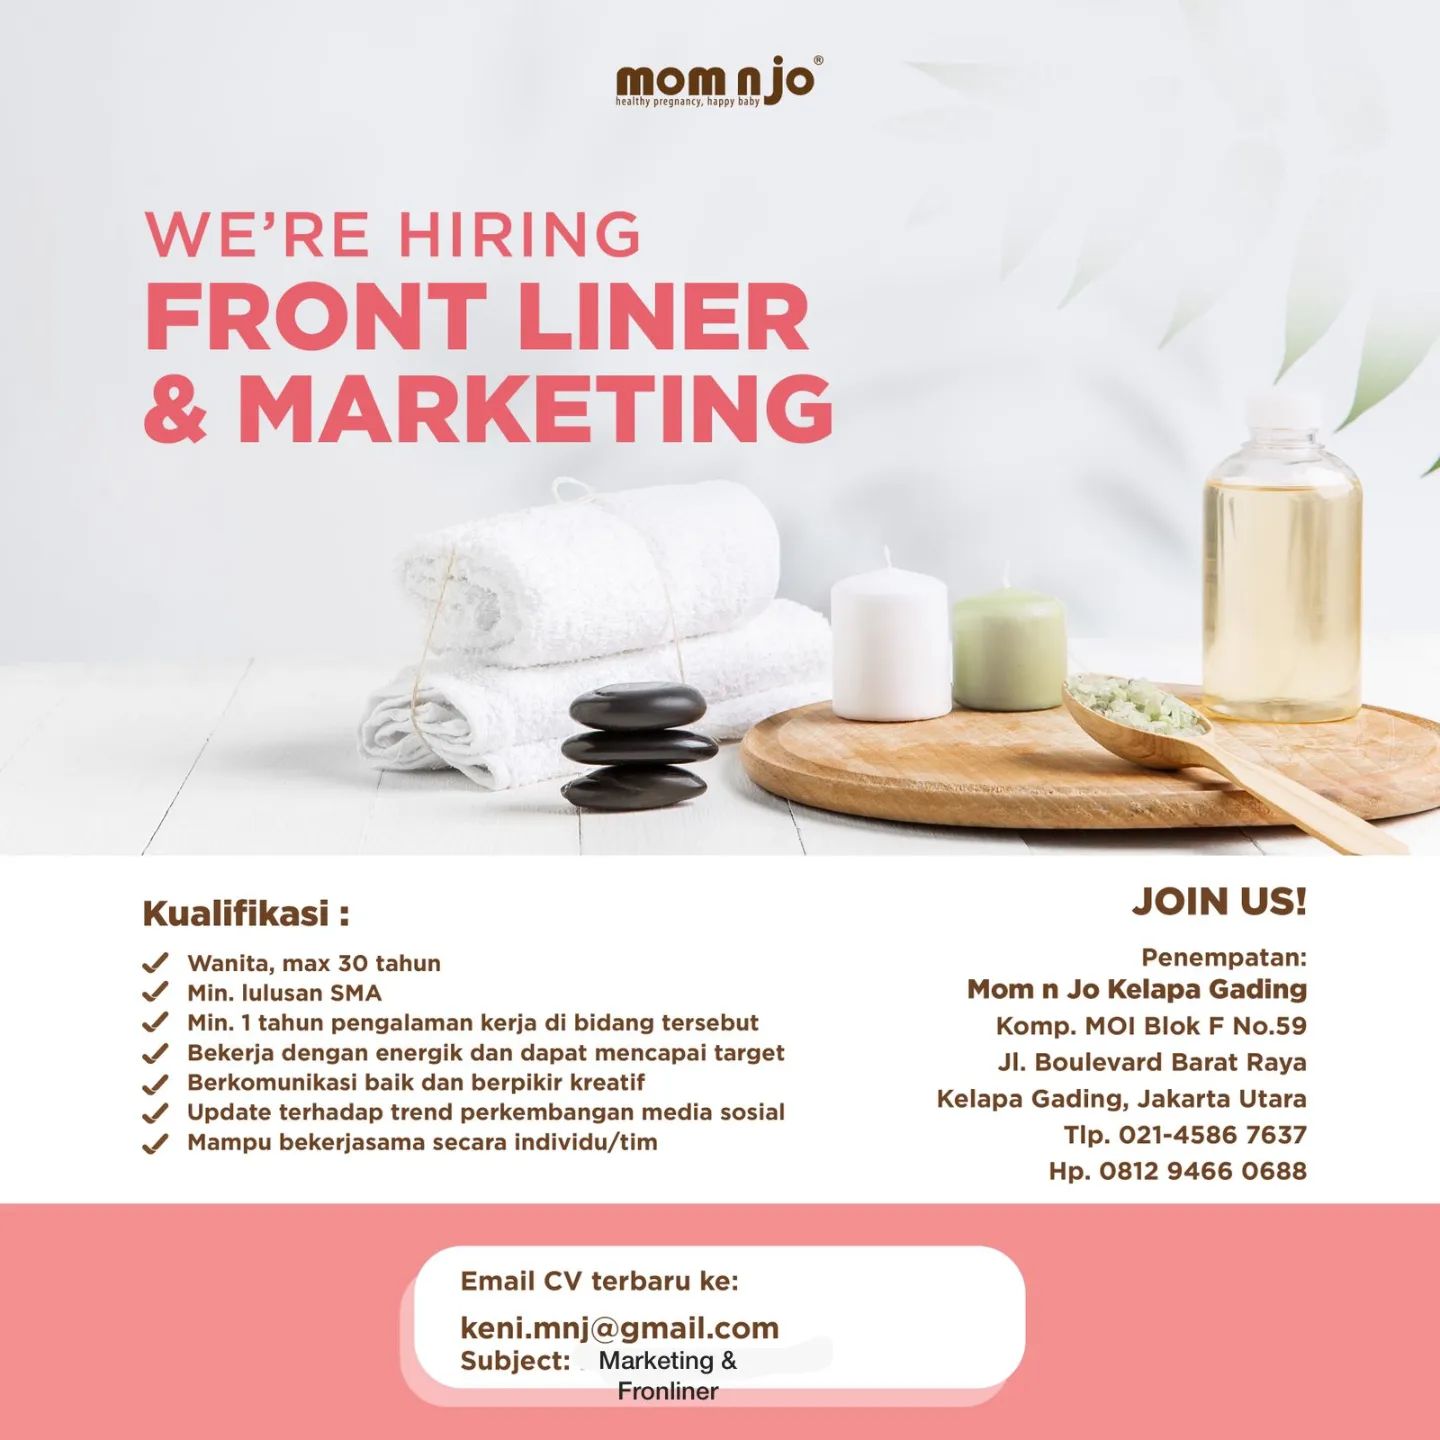 mom n jo®
healthy pregnancy, happy baby
WE'RE HIRING
FRONT LINER
& MARKETING
Kualifikasi :
Wanita, max 30 tahun
Min. lulusan SMA
Min. 1 tahun pengalaman kerja di bidang tersebut
Bekerja dengan energik dan dapat mencapai target
Berkomunikasi baik dan berpikir kreatif
Update terhadap trend perkembangan media sosial
Mampu bekerjasama secara individu/tim
JOIN US!
Penempatan:
Mom n Jo Kelapa Gading
Komp. MOI Blok F No.59
Jl. Boulevard Barat Raya
Kelapa Gading, Jakarta Utara
Tlp. 021-4586 7637
Hp. 0812 9466 0688
Email CV terbaru ke:
keni.mnj@gmail.com
Subject: Marketing &
Fronliner